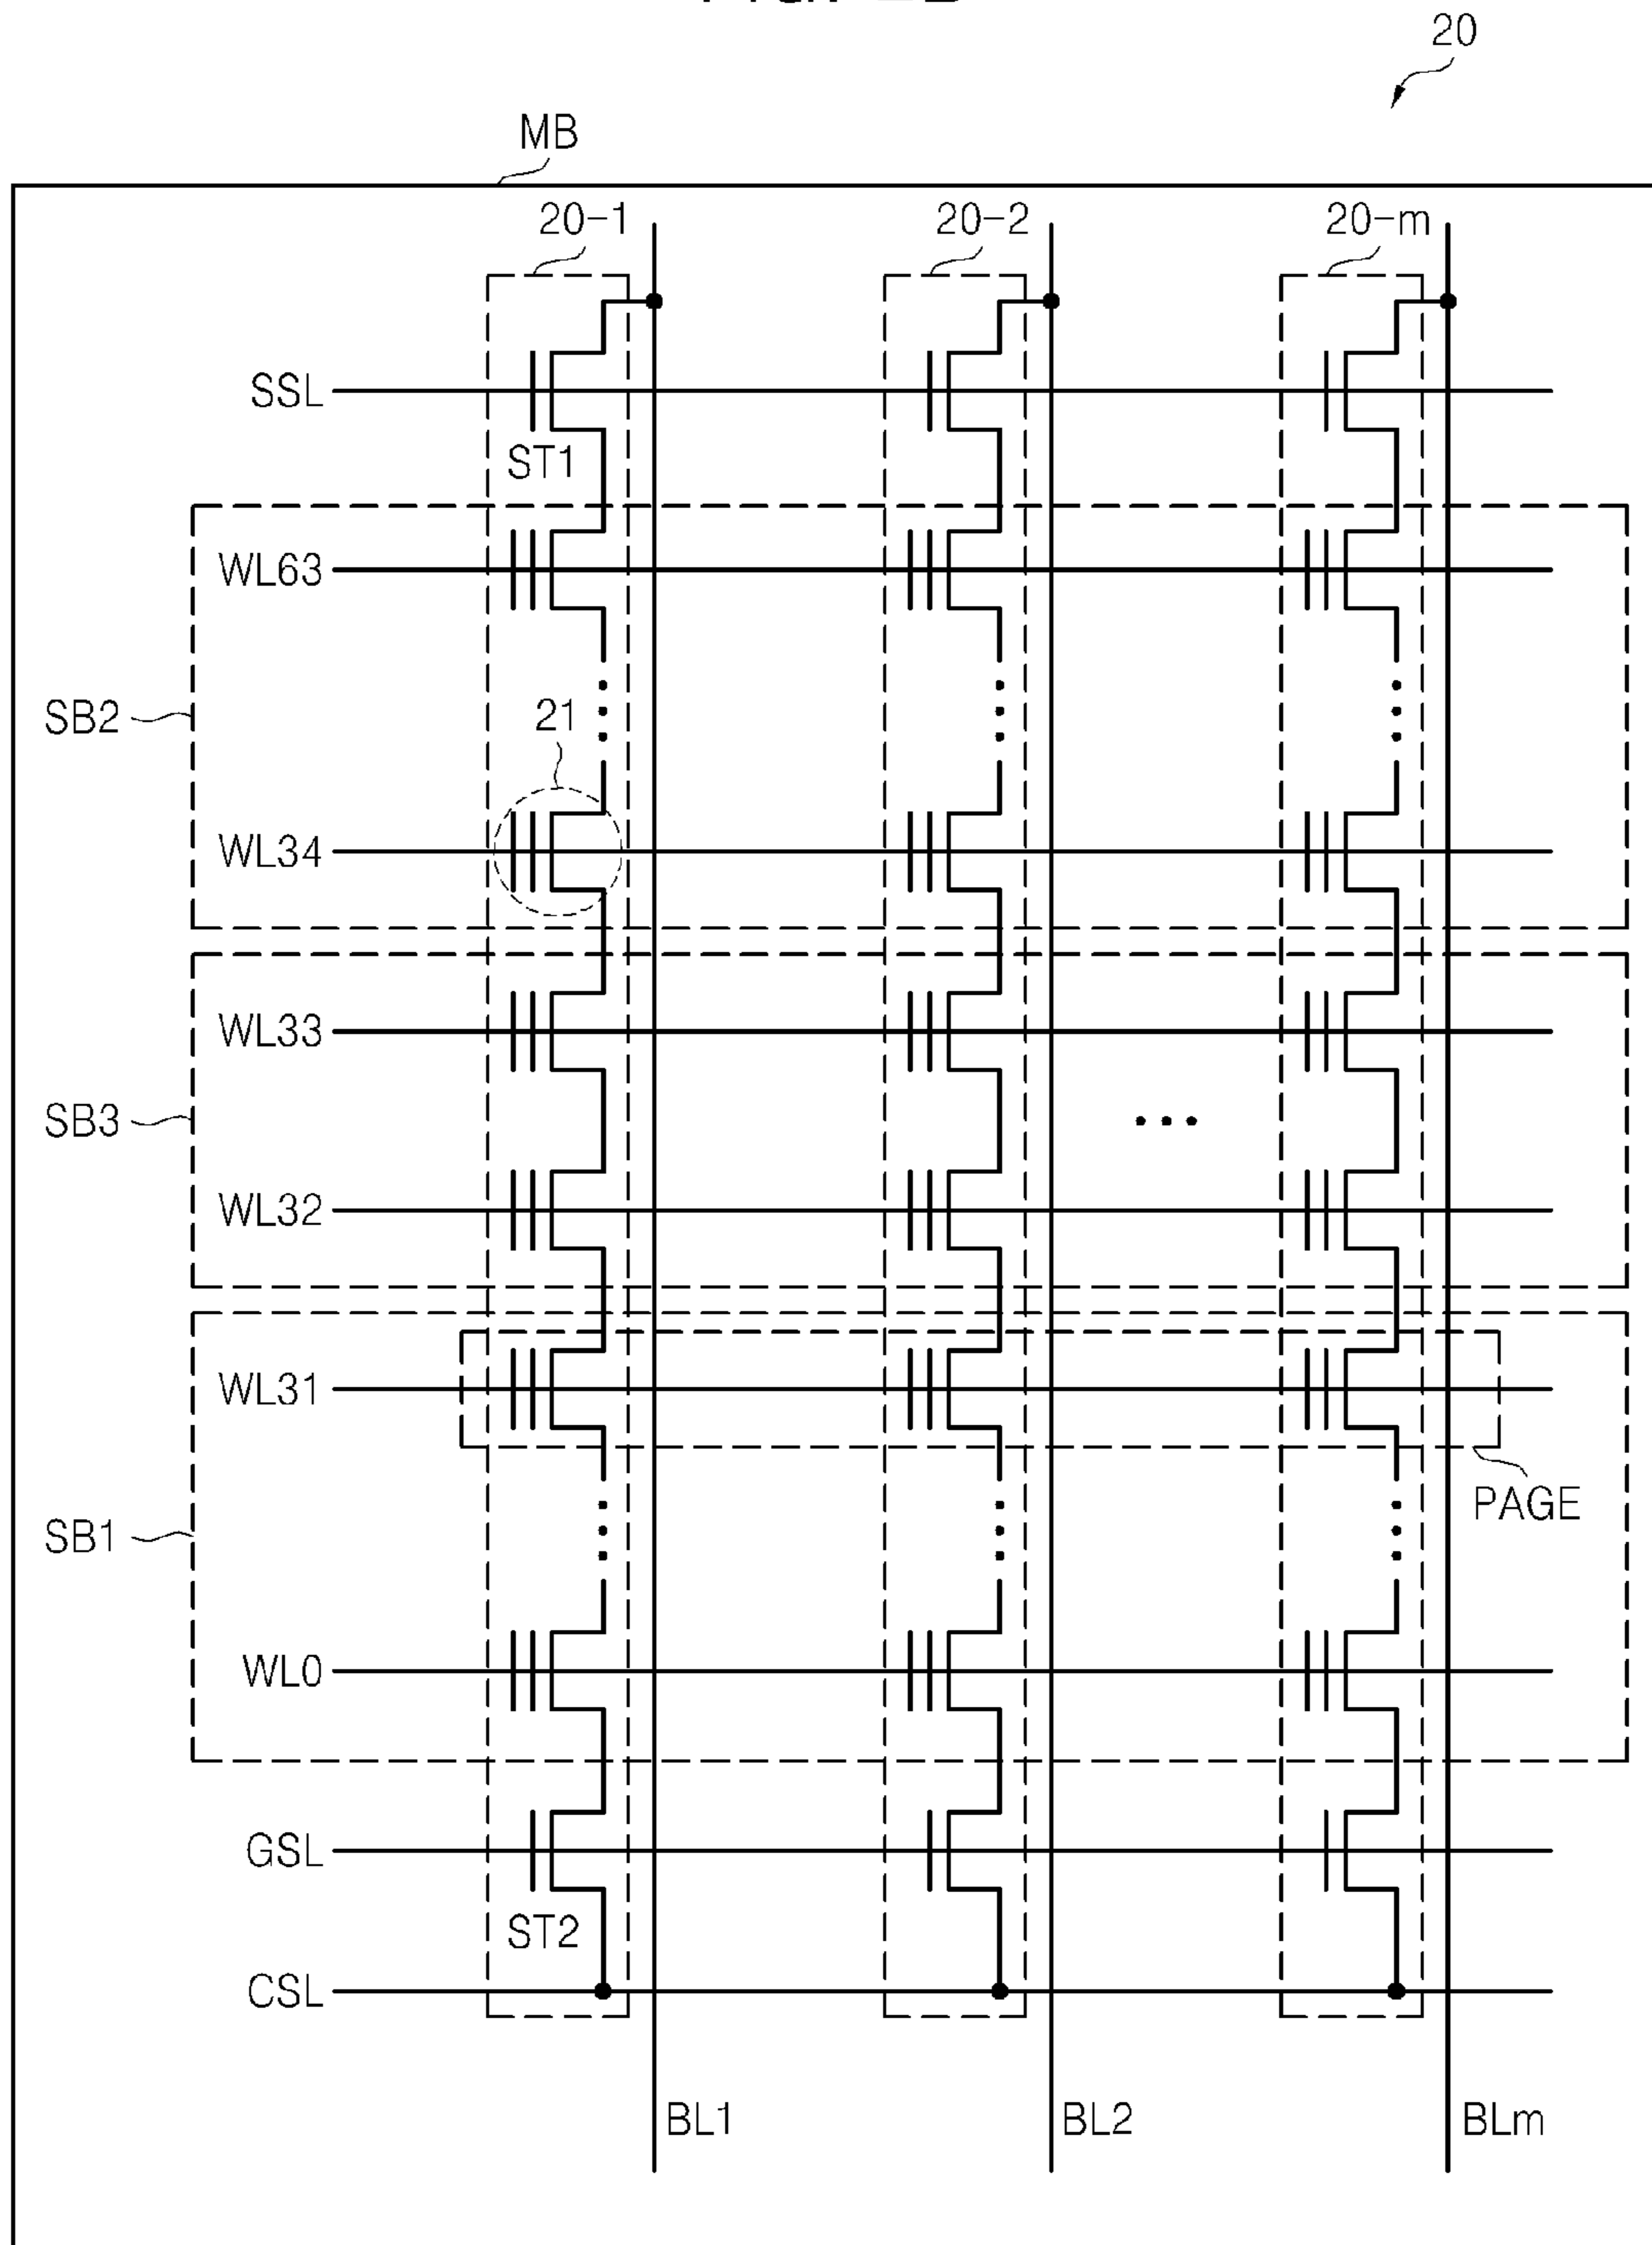 20
MB
20-1
20-2
20-m
SSL
ST1
WL63
SB2
21
WL34
WL33
SB3
WL32
WL31
PAGE
SB1
WL0
GSL
ST2
CSL
BL1
BL2
BLm